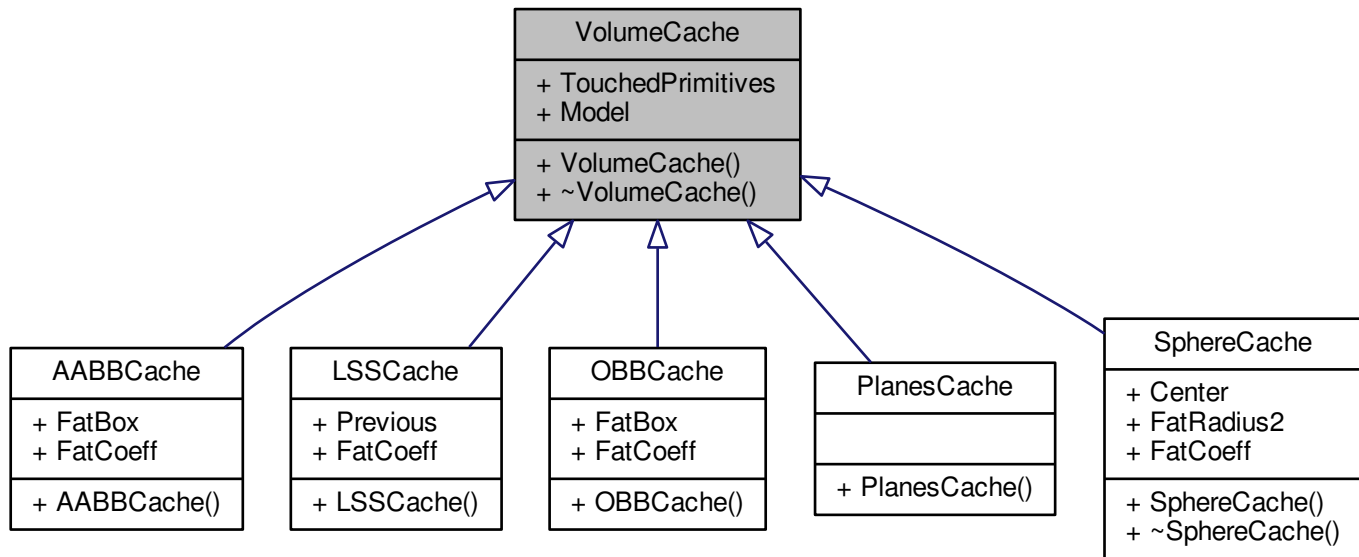 VolumeCache
+ TouchedPrimitives
+ Model
+ VolumeCache()
+ ~VolumeCache()
AABBCache
+ FatBox
+ FatCoeff
+ AABBCache()
LSSCache
+ Previous
+ FatCoeff
+ LSSCache()
OBBCache
+ FatBox
+ FatCoeff
+ OBBCache()
PlanesCache
+ PlanesCache()
SphereCache
+ Center
+ FatRadius2
+ FatCoeff
+ SphereCache()
+ ~SphereCache()